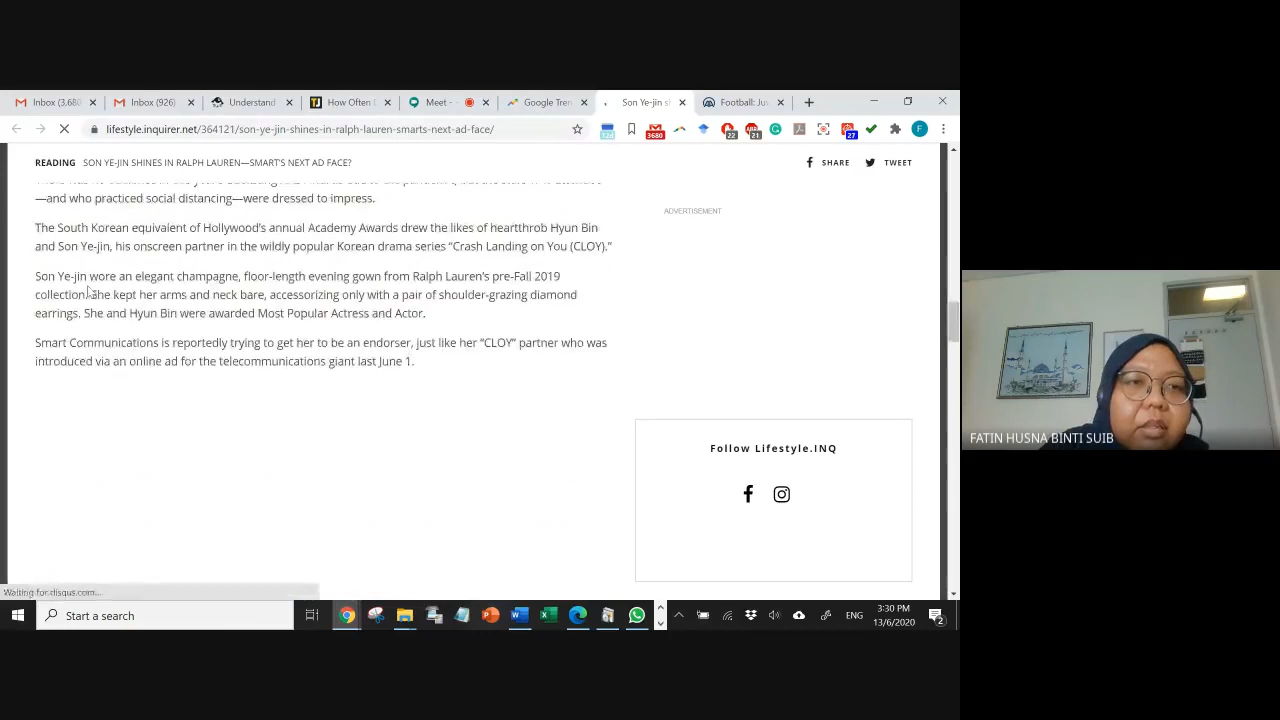 Inbox (3,680
Inbox (926)
Understand
How Often
Meet -
Google Tren
Son Ye-jin s
Football: Ju
lifestyle.inquirer.net/364121/son-ye-jin-shines-in-ralph-lauren-smarts-next-ad-face/
3680
22
21
27
F
READING SON YE-JIN SHINES IN RALPH LAUREN—SMART'S NEXT AD FACE?
SHARE
TWEET
—and who practiced social distancing—were dressed to impress.
The South Korean equivalent of Hollywood's annual Academy Awards drew the likes of heartthrob Hyun Bin
and Son Ye-jin, his onscreen partner in the wildly popular Korean drama series “Crash Landing on You (CLOY).”
Son Ye-jin wore an elegant champagne, floor-length evening gown from Ralph Lauren's pre-Fall 2019
collection. She kept her arms and neck bare, accessorizing only with a pair of shoulder-grazing diamond
earrings. She and Hyun Bin were awarded Most Popular Actress and Actor.
Smart Communications is reportedly trying to get her to be an endorser, just like her “CLOY” partner who was
introduced via an online ad for the telecommunications giant last June 1.
ADVERTISEMENT
Follow Lifestyle.INQ
FATIN HUSNA BINTI SUIB
Waiting for disqus.com...
Start a search
ENG
3:30 PM
13/6/2020
2